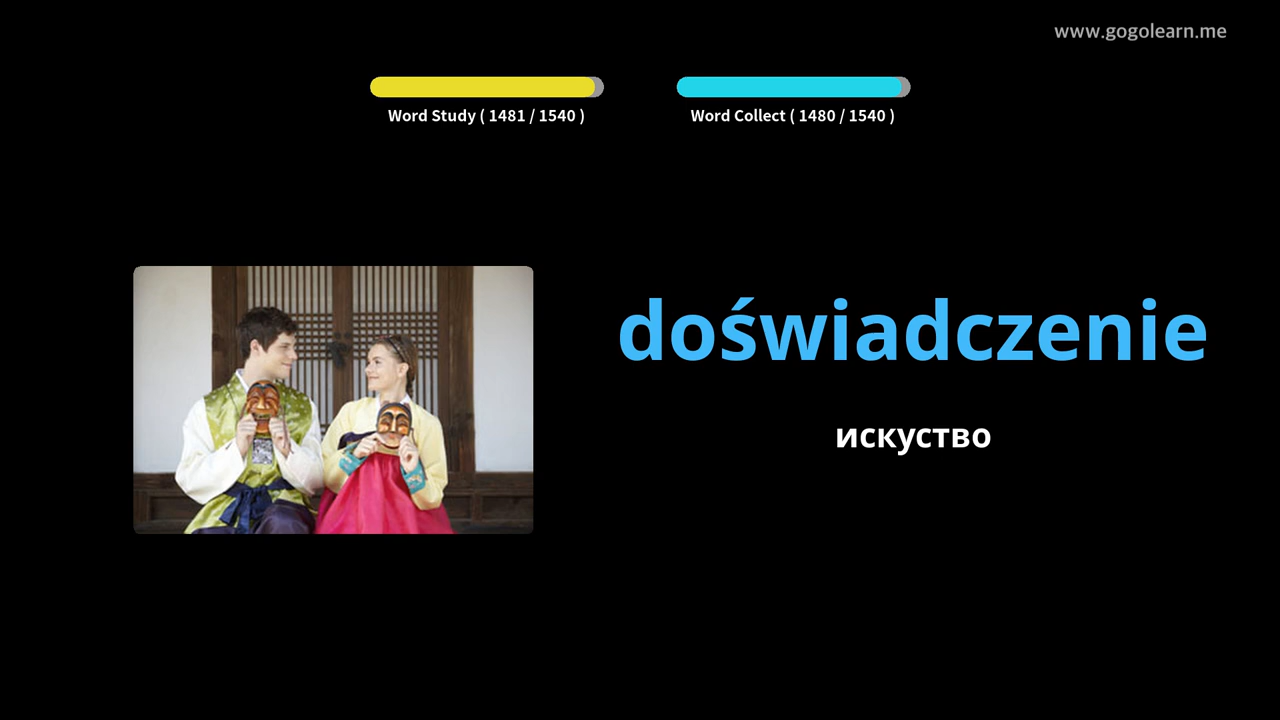 www.gogolearn.me
Word Study ( 1481 / 1540 )
Word Collect ( 1480 / 1540 )
doświadczenie
искуство